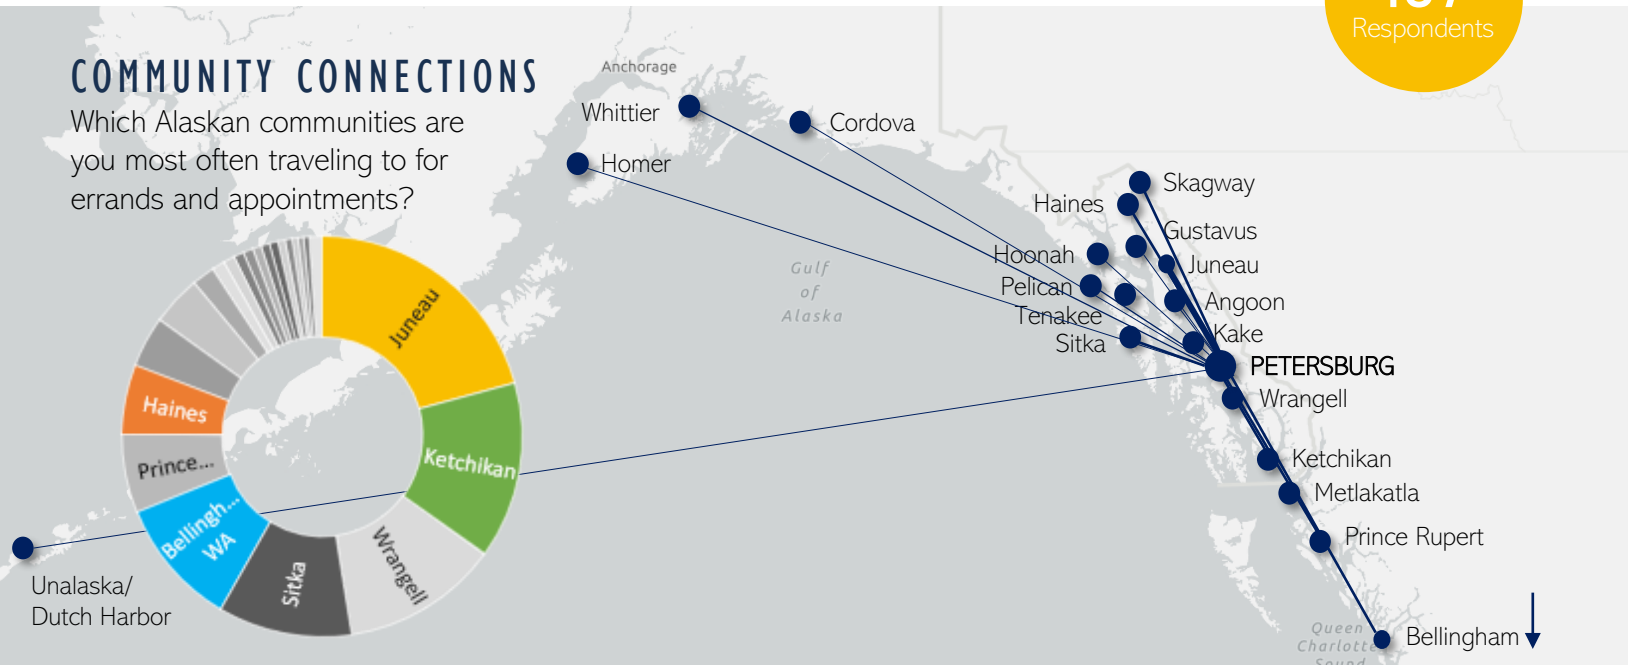 Respondents
COMMUNITY CONNECTIONS
Which Alaskan communities are
you most often traveling to for
errands and appointments?
Anchorage
Whittier
Cordova
Homer
Skagway
Haines
Gustavus
Hoonah
Juneau
Pelican
Angoon
Tenakee
Kake
Sitka
PETERSBURG
Wrangell
Ketchikan
Metlakatla
Prince Rupert
Bellingham
Gulf
of
Alaska
Queen
Charlotte
Sound
Unalaska/
Dutch Harbor
Juneau
Ketchikan
Wrangell
Sitka
Bellingh...
WA
Prince...
Haines